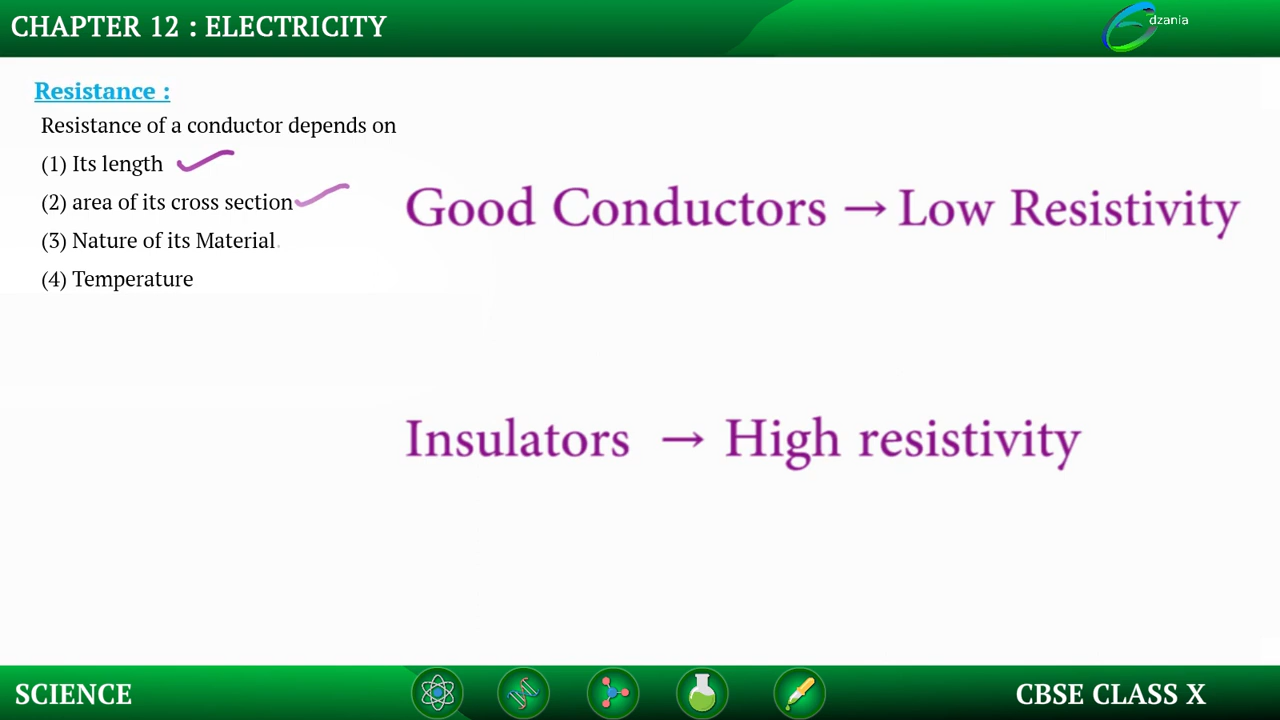 CHAPTER 12 : ELECTRICITY
dzania
Resistance :
Resistance of a conductor depends on
(1) Its length
(2) area of its cross section
(3) Nature of its Material
(4) Temperature
Good Conductors → Low Resistivity
Insulators → High resistivity
SCIENCE
CBSE CLASS X